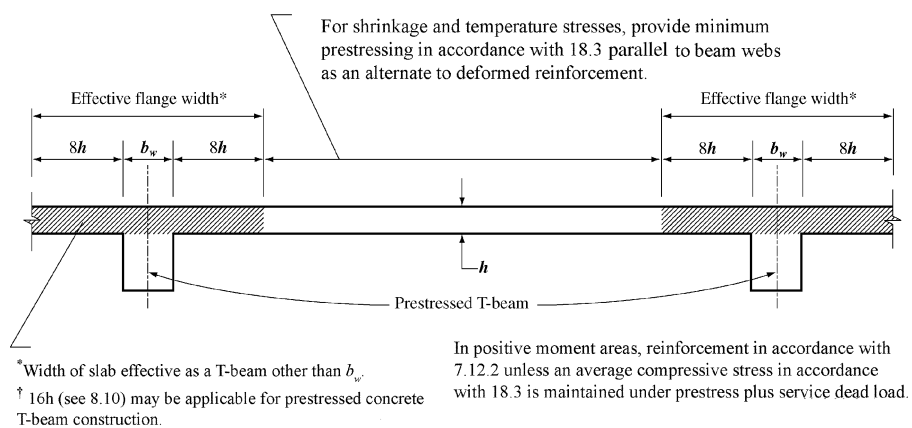 For shrinkage and temperature stresses, provide minimum
prestressing in accordance with 18.3 parallel to beam webs
as an alternate to deformed reinforcement.
Effective flange width*
Effective flange width*
8h
bw
8h
8h
bw
8h
h
Prestressed T-beam
*Width of slab effective as a T-beam other than bw.
† 16h (see 8.10) may be applicable for prestressed concrete
T-beam construction.
In positive moment areas, reinforcement in accordance with
7.12.2 unless an average compressive stress in accordance
with 18.3 is maintained under prestress plus service dead load.